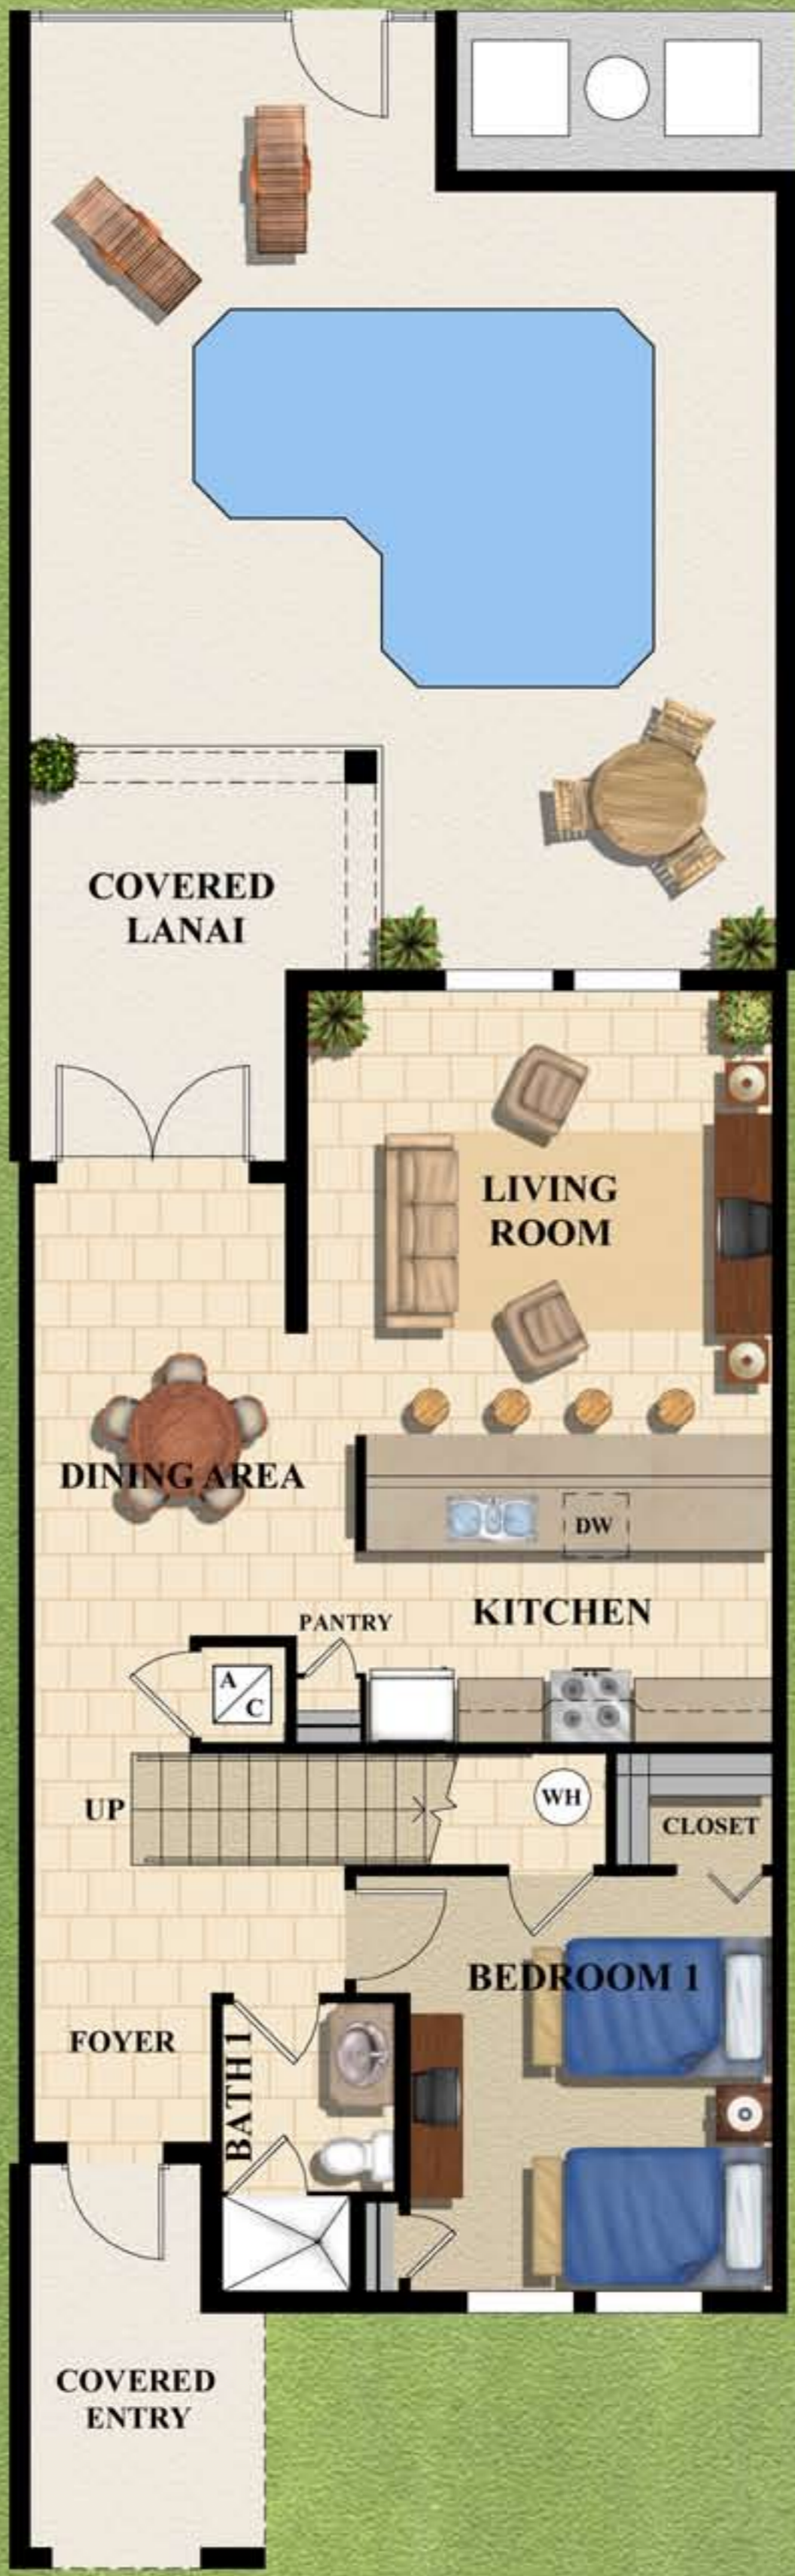 COVERED
LANAI
LIVING
ROOM
DINING AREA
DW
KITCHEN
PANTRY
A
C
UP
WH
CLOSET
BEDROOM 1
FOYER
BATH 1
COVERED
ENTRY